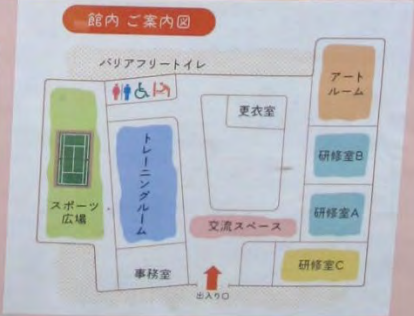 館内 ご案内図
バリアフリートイレ
アート
ルーム
更衣室
トレーニングルーム
研修室B
スポーツ
広場
研修室A
交流スペース
事務室
研修室C
出入り口